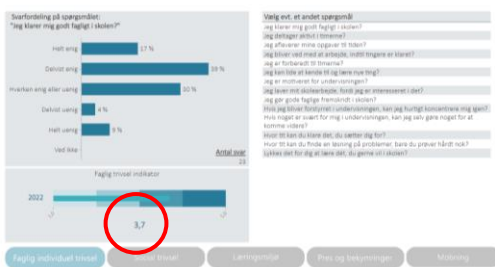 Svarfordeling på spørgsmålet:
"Jeg klarer mig godt fagligt i skolen?"
Helt enig 17 %
Delvist enig 39 %
Hverken enig eller uenig 30 %
Delvist uenig 4 %
Helt uenig 9 %
Ved ikke
Antal svar
23
Faglig trivsel indikator
2022
3,7
Vælg evt. et andet spørgsmål
Jeg klarer mig godt fagligt i skolen?
Jeg deltager aktivt i timerne?
Jeg afleverer mine opgaver til tiden?
Jeg bliver ved med at arbejde, indtil tingene er klaret?
Jeg er forberedt til timerne?
Jeg kan lide at kende til og lære nye ting?
Jeg er motiveret for undervisningen?
Jeg laver mit skolearbejde, fordi jeg er interesseret i det?
Jeg gør gode faglige fremskridt i skolen?
Hvis jeg bliver forstyrret i undervisningen, kan jeg hurtigt koncentrere mig igen?
Hvis noget er svært for mig i undervisningen, kan jeg selv gøre noget for at
komme videre?
Hvor tit kan du klare det, du sætter dig for?
Hvor tit kan du finde en løsning på problemer, bare du prøver hårdt nok?
Lykkes det for dig at lære det, du gerne vil i skolen?
Faglig individuel trivsel
Social trivsel
Læringsmiljø
Pres og bekymringer
Mobning